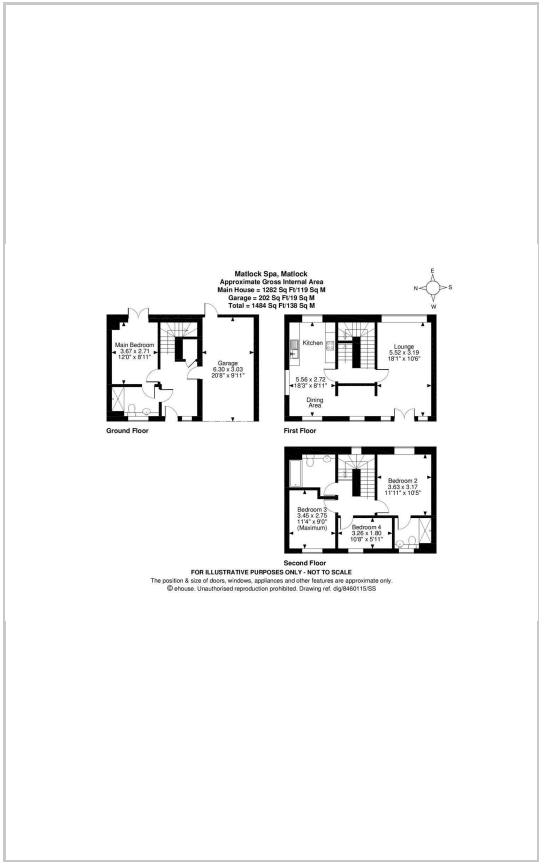 Matlock Spa, Matlock
Approximate Gross Internal Area
Main House = 1282 Sq Ft/119 Sq M
Garage = 202 Sq Ft/19 Sq M
Total = 1484 Sq Ft/138 Sq M
E
N
S
W
Main Bedroom
3.67 x 2.71
12'0" x 8'11"
Garage
6.30 x 3.03
20'8" x 9'11"
Ground Floor
Kitchen
5.56 x 2.72
18'3" x 8'11"
Dining
Area
Lounge
5.52 x 3.19
18'1" x 10'6"
First Floor
Bedroom 2
3.63 x 3.17
11'11" x 10'5"
Bedroom 3
3.45 x 2.75
11'4" x 9'0"
(Maximum)
Bedroom 4
3.26 x 1.80
10'8" x 5'11"
Second Floor
FOR ILLUSTRATIVE PURPOSES ONLY - NOT TO SCALE
The position & size of doors, windows, appliances and other features are approximate only.
© ehouse. Unauthorised reproduction prohibited. Drawing ref. dig/8460115/SS